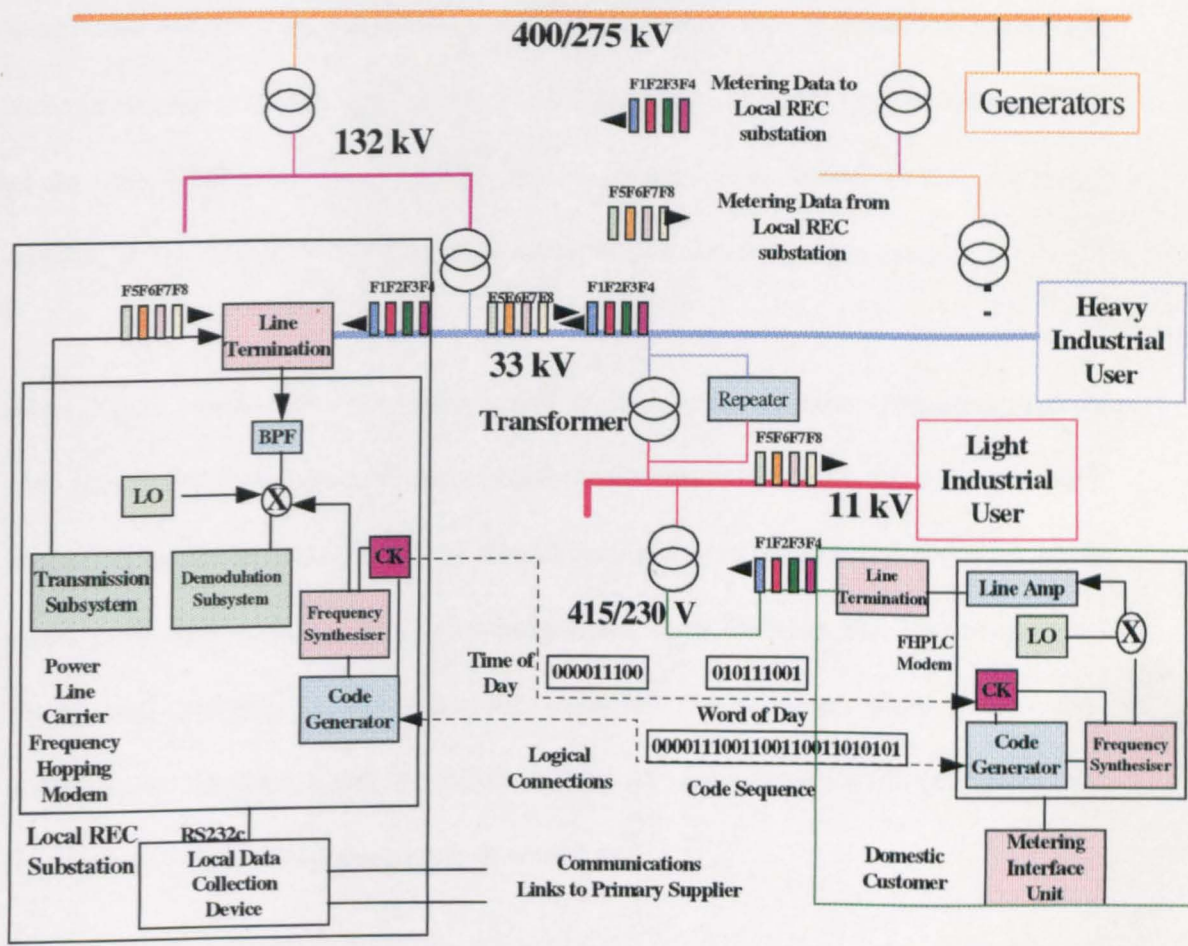 400/275 kV
F1F2F3F4
Metering Data to
Local REC
substation
Generators
132 kV
F5F6F7F8
Metering Data from
Local REC
substation
F5F6F7F8
Line
Termination
F1F2F3F4
F5F6F7F8
F1F2F3F4
33 kV
Heavy
Industrial
User
Transformer
Repeater
BPF
F5F6F7F8
Light
Industrial
User
11 kV
LO
X
CK
Transmission
Subsystem
Demodulation
Subsystem
Frequency
Synthesiser
F1F2F3F4
Line
Termination
Line Amp
415/230 V
LO
X
FHPLC
Modem
Time of
Day
000011100
010111001
CK
Power
Line
Carrier
Frequency
Hopping
Modem
Code
Generator
Word of Day
000011100110011001101010​1
Code
Generator
Frequency
Synthesiser
Logical
Connections
Code Sequence
Local REC
Substation
RS232c
Local Data
Collection
Device
Communications
Links to Primary Supplier
Domestic
Customer
Metering
Interface
Unit